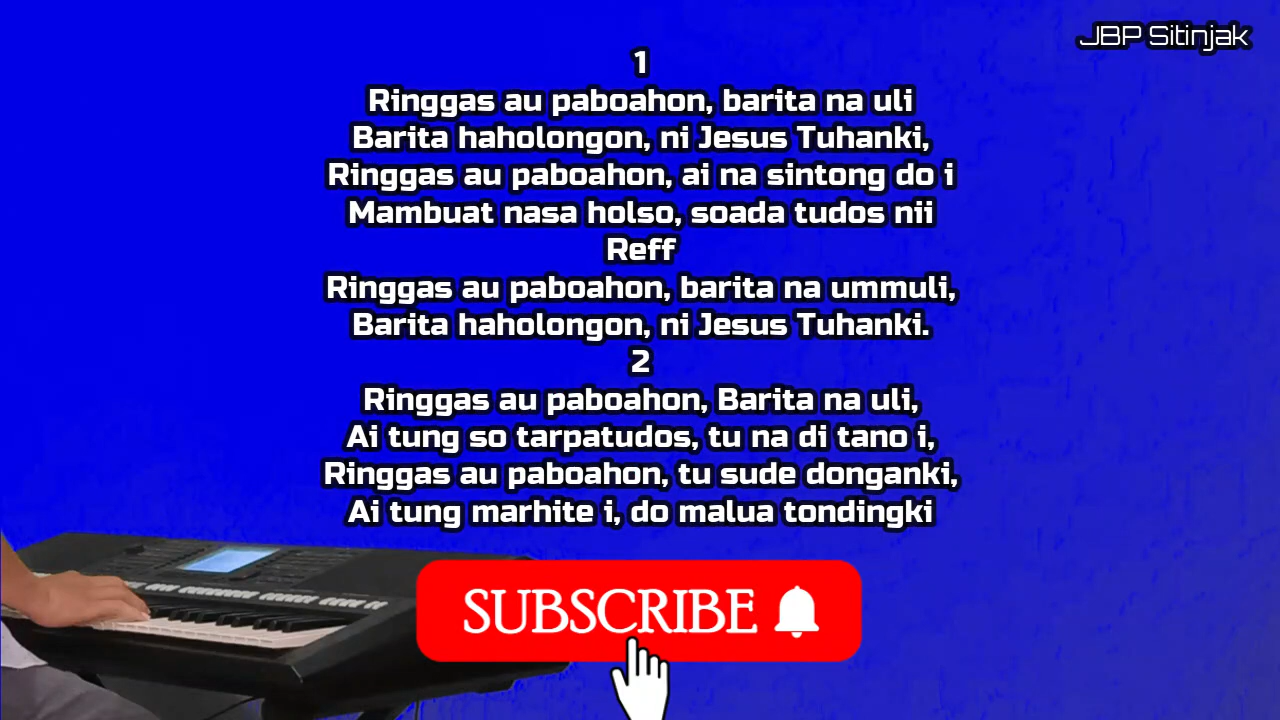 JBP Sitinjak
1
Ringgas au paboahon, barita na uli
Barita haholongon, ni Jesus Tuhanki,
Ringgas au paboahon, ai na sintong do i
Mambuat nasa holso, soada tudos nii
Reff
Ringgas au paboahon, barita na ummuli,
Barita haholongon, ni Jesus Tuhanki.
2
Ringgas au paboahon, Barita na uli,
Ai tung so tarpatudos, tu na di tano i,
Ringgas au paboahon, tu sude donganki,
Ai tung marhite i, do malua tondingki
SUBSCRIBE